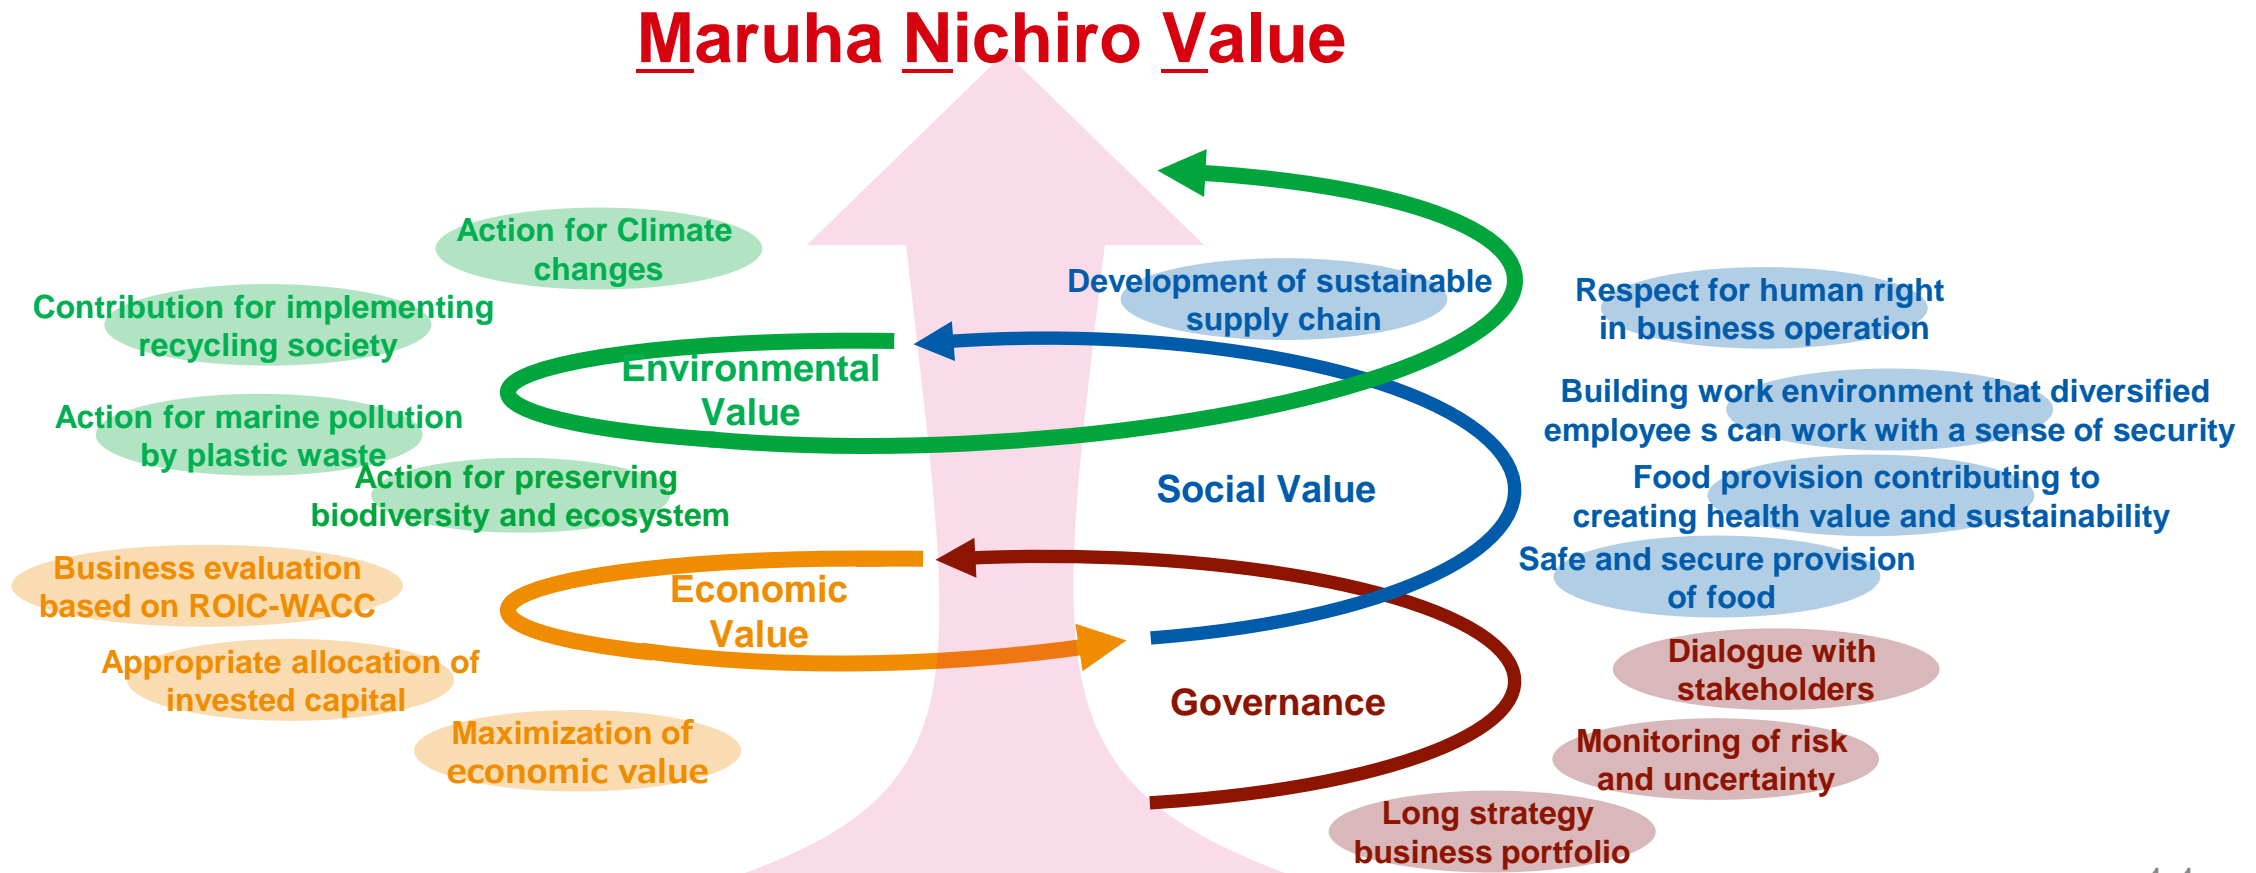 Maruha Nichiro Value
Action for Climate
changes
Contribution for implementing
recycling society
Action for marine pollution
by plastic waste
Action for preserving
biodiversity and ecosystem
Environmental
Value
Development of sustainable
supply chain
Respect for human right
in business operation
Building work environment that diversified
employee s can work with a sense of security
Food provision contributing to
creating health value and sustainability
Safe and secure provision
of food
Social Value
Business evaluation
based on ROIC-WACC
Appropriate allocation of
invested capital
Maximization of
economic value
Economic
Value
Governance
Dialogue with
stakeholders
Monitoring of risk
and uncertainty
Long strategy
business portfolio